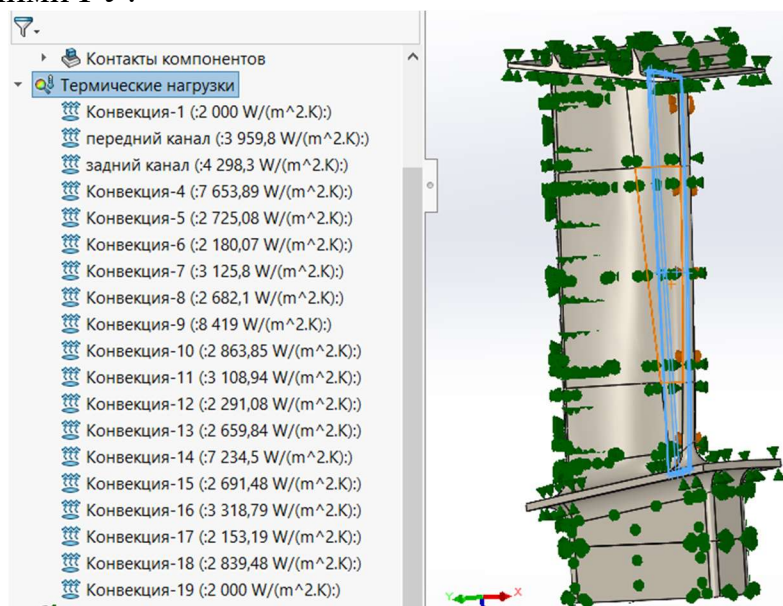 Контакты компонентов
Термические нагрузки
Конвекция-1 (:2 000 W/(m^2.K):)
передний канал (:3 959,8 W/(m^2.K):)
задний канал (:4 298,3 W/(m^2.K):)
Конвекция-4 (:7 653,89 W/(m^2.K):)
Конвекция-5 (:2 725,08 W/(m^2.K):)
Конвекция-6 (:2 180,07 W/(m^2.K):)
Конвекция-7 (:3 125,8 W/(m^2.K):)
Конвекция-8 (:2 682,1 W/(m^2.K):)
Конвекция-9 (:8 419 W/(m^2.K):)
Конвекция-10 (:2 863,85 W/(m^2.K):)
Конвекция-11 (:3 108,94 W/(m^2.K):)
Конвекция-12 (:2 291,08 W/(m^2.K):)
Конвекция-13 (:2 659,84 W/(m^2.K):)
Конвекция-14 (:7 234,5 W/(m^2.K):)
Конвекция-15 (:2 691,48 W/(m^2.K):)
Конвекция-16 (:3 318,79 W/(m^2.K):)
Конвекция-17 (:2 153,19 W/(m^2.K):)
Конвекция-18 (:2 839,48 W/(m^2.K):)
Конвекция-19 (:2 000 W/(m^2.K):)
Y X